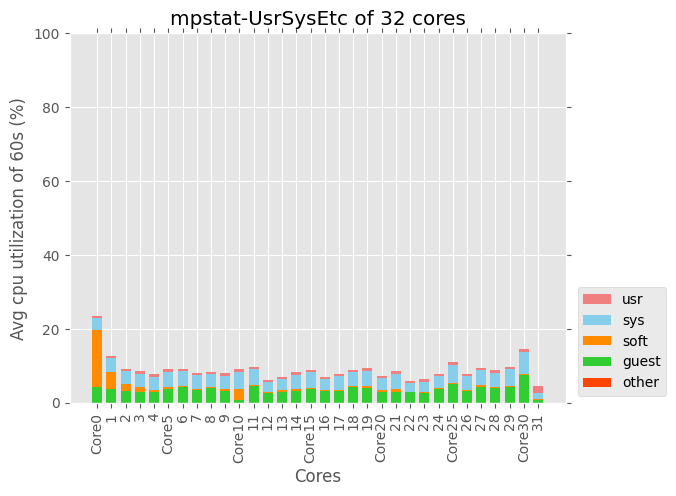 mpstat-UsrSysEtc of 32 cores
Avg cpu utilization of 60s (%)
100
80
60
40
20
0
Core0
1
2
3
4
Core5
6
7
8
9
Core10
11
12
13
14
Core15
16
17
18
19
Core20
21
22
23
24
Core25
26
27
28
29
Core30
31
Cores
usr
sys
soft
guest
other